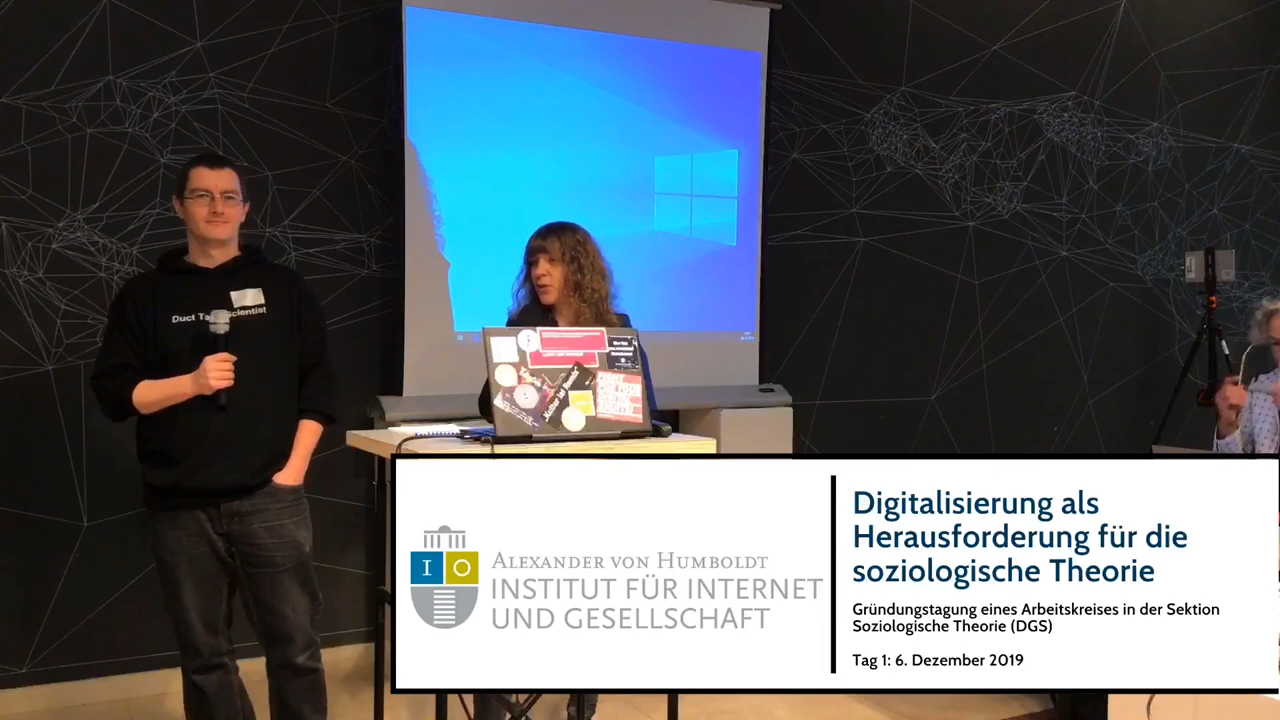 Duct Ta Scientist
ALEXANDER VON HUMBOLDT
INSTITUT FÜR INTERNET
UND GESELLSCHAFT
I O
Digitalisierung als
Herausforderung für die
soziologische Theorie
Gründungstagung eines Arbeitskreises in der Sektion
Soziologische Theorie (DGS)
Tag 1: 6. Dezember 2019